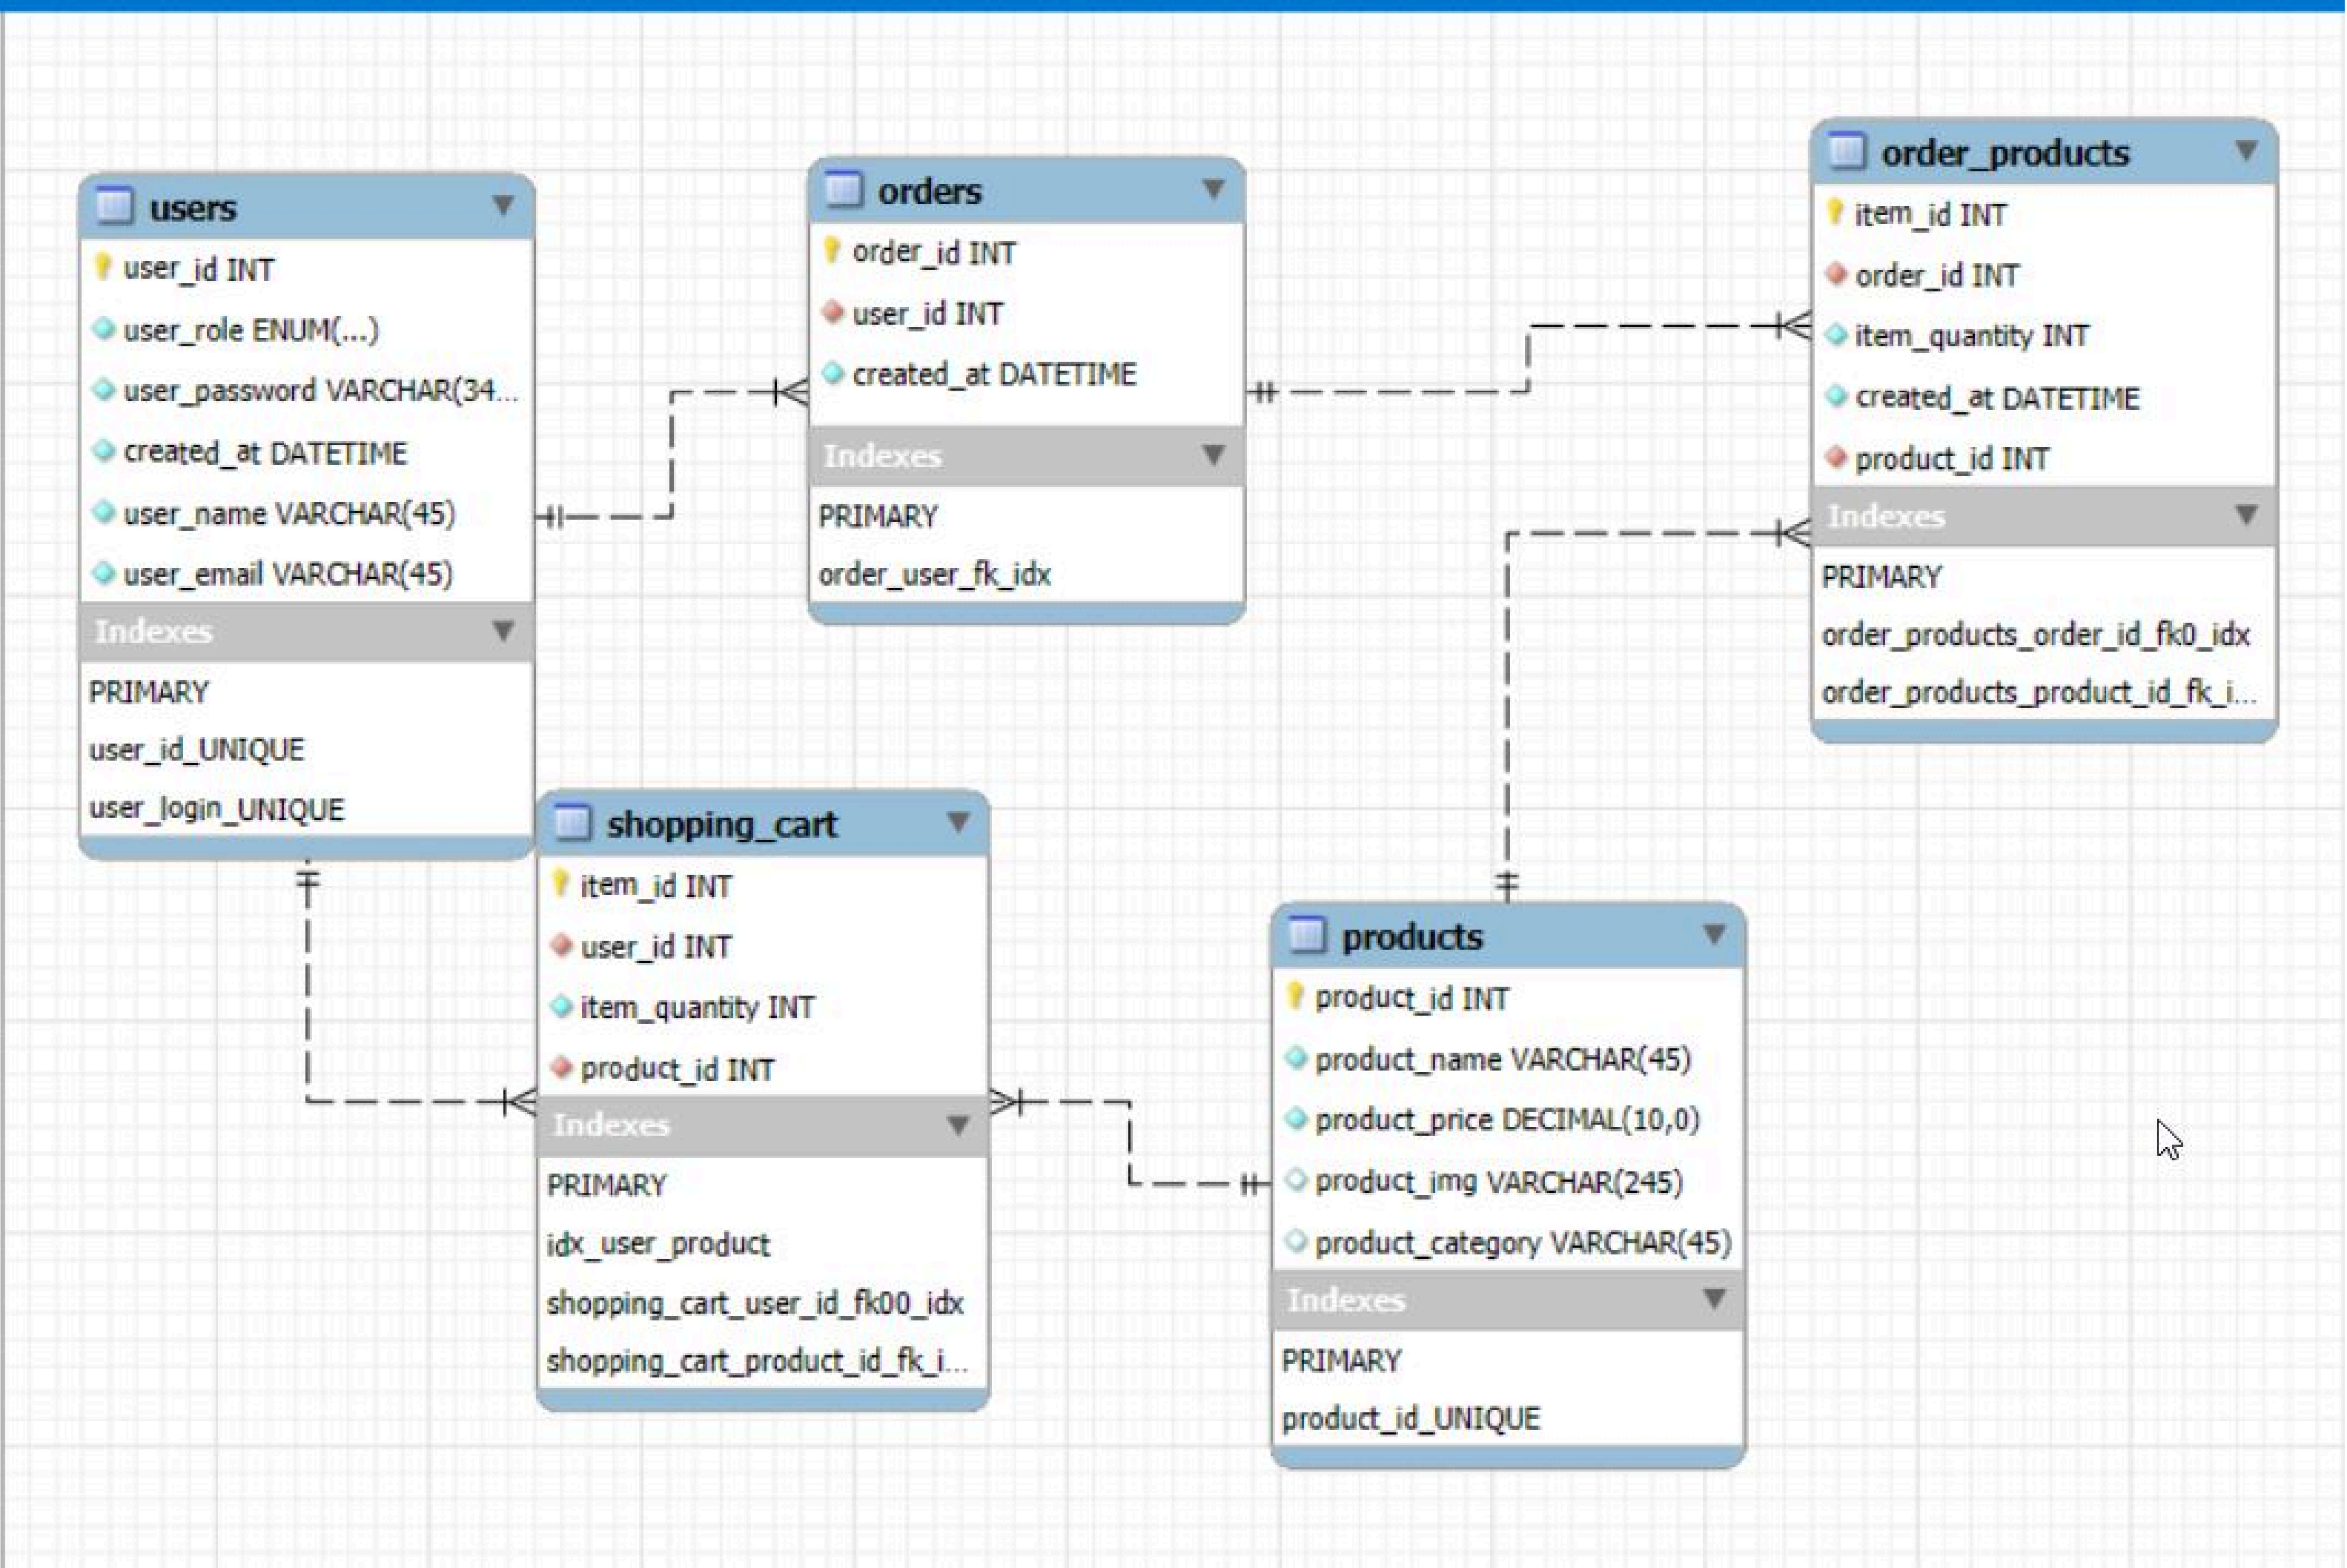 users
user_id INT
user_role ENUM(...)
user_password VARCHAR(34...
created_at DATETIME
user_name VARCHAR(45)
user_email VARCHAR(45)
Indexes
PRIMARY
user_id_UNIQUE
user_login_UNIQUE
orders
order_id INT
user_id INT
created_at DATETIME
Indexes
PRIMARY
order_user_fk_idx
order_products
item_id INT
order_id INT
item_quantity INT
created_at DATETIME
product_id INT
Indexes
PRIMARY
order_products_order_id_fk0_idx
order_products_product_id_fk_i...
shopping_cart
item_id INT
user_id INT
item_quantity INT
product_id INT
Indexes
PRIMARY
idx_user_product
shopping_cart_user_id_fk00_idx
shopping_cart_product_id_fk_i...
products
product_id INT
product_name VARCHAR(45)
product_price DECIMAL(10,0)
product_img VARCHAR(245)
product_category VARCHAR(45)
Indexes
PRIMARY
product_id_UNIQUE